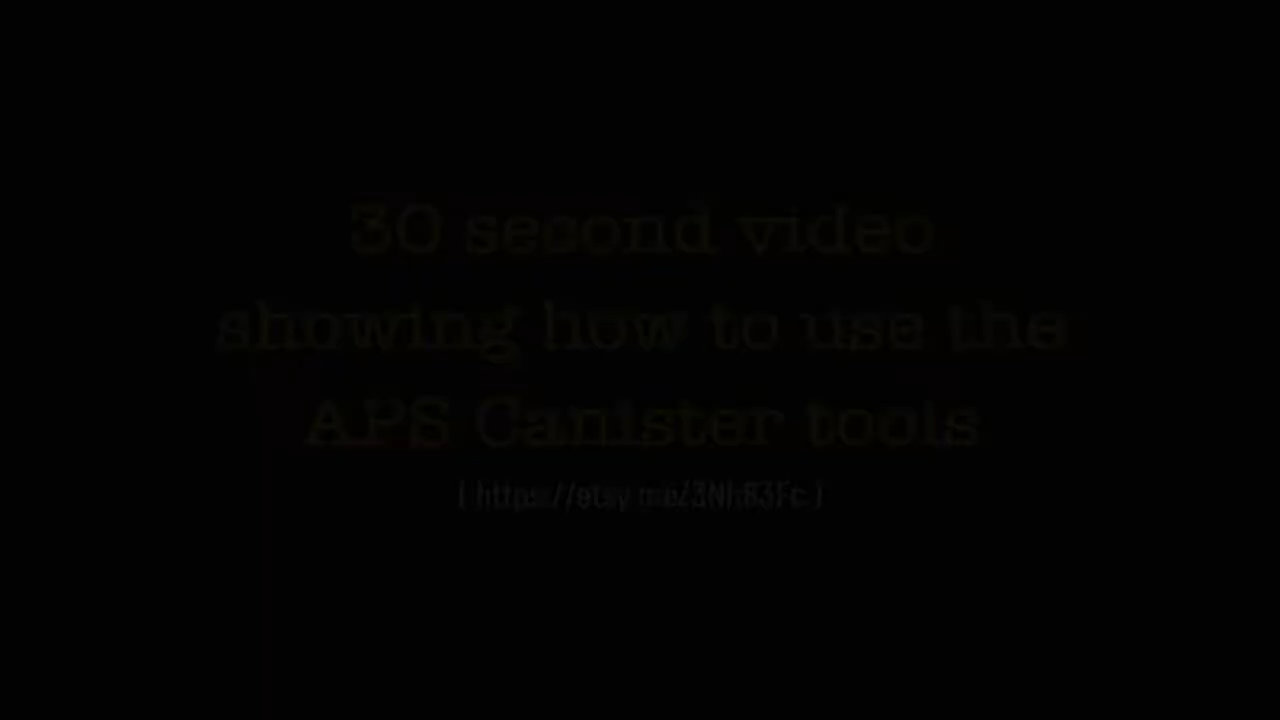 30 second video
showing how to use the
APS Canister tools